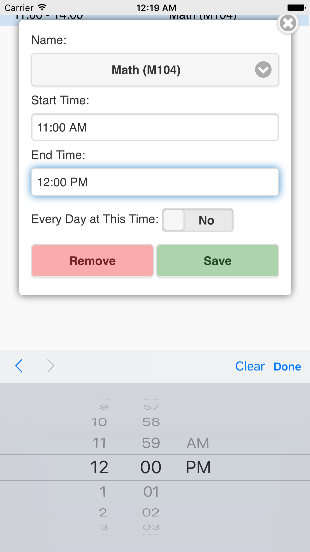 Carrier 12:19 AM
11:00 - 14:00 Math (M104)
Name:
Math (M104)
Start Time:
11:00 AM
End Time:
12:00 PM
Every Day at This Time: No
Remove Save
Clear Done
9 57
10 58
11 59 AM
12 00 PM
1 01
2 02
3 03